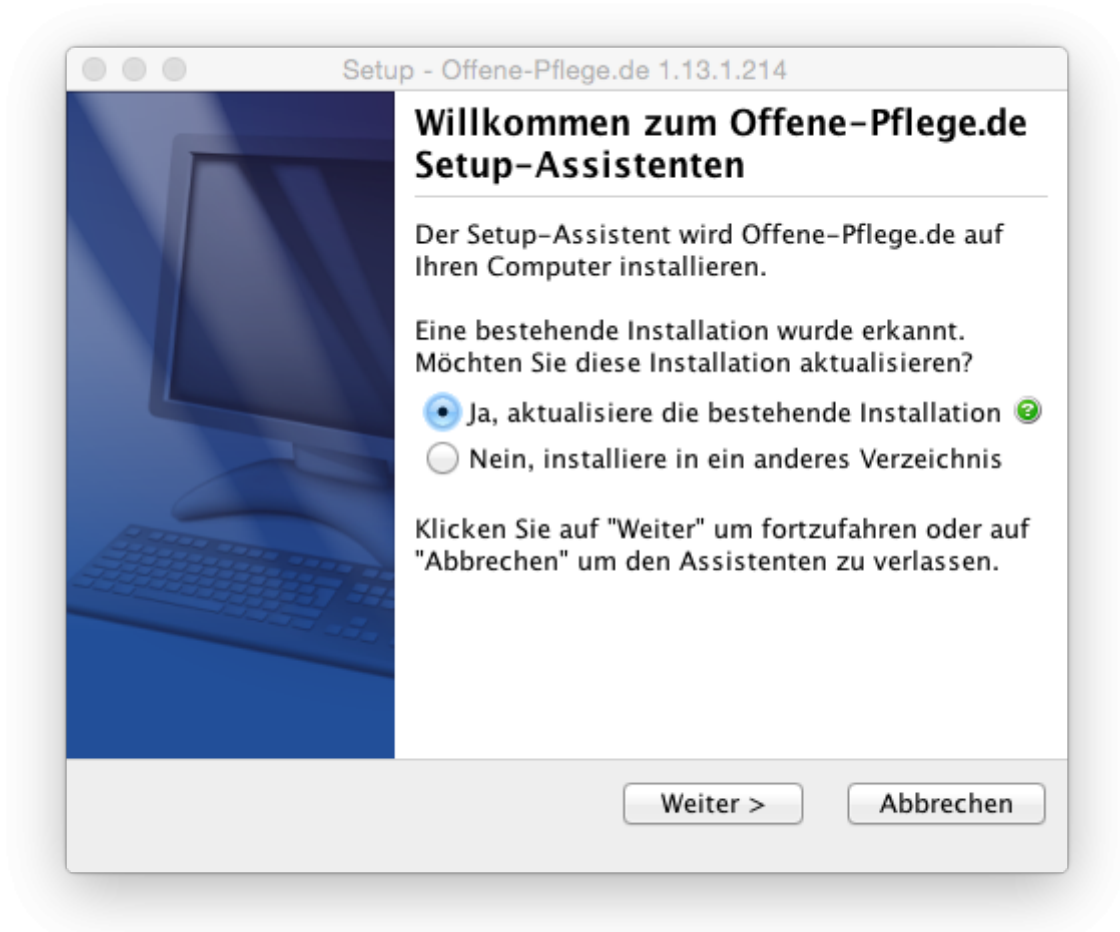 Setup - Offene-Pflege.de 1.13.1.214
Willkommen zum Offene-Pflege.de
Setup-Assistenten
Der Setup-Assistent wird Offene-Pflege.de auf
Ihren Computer installieren.
Eine bestehende Installation wurde erkannt.
Möchten Sie diese Installation aktualisieren?
Ja, aktualisiere die bestehende Installation ?
Nein, installiere in ein anderes Verzeichnis
Klicken Sie auf "Weiter" um fortzufahren oder auf
"Abbrechen" um den Assistenten zu verlassen.
Weiter > Abbrechen